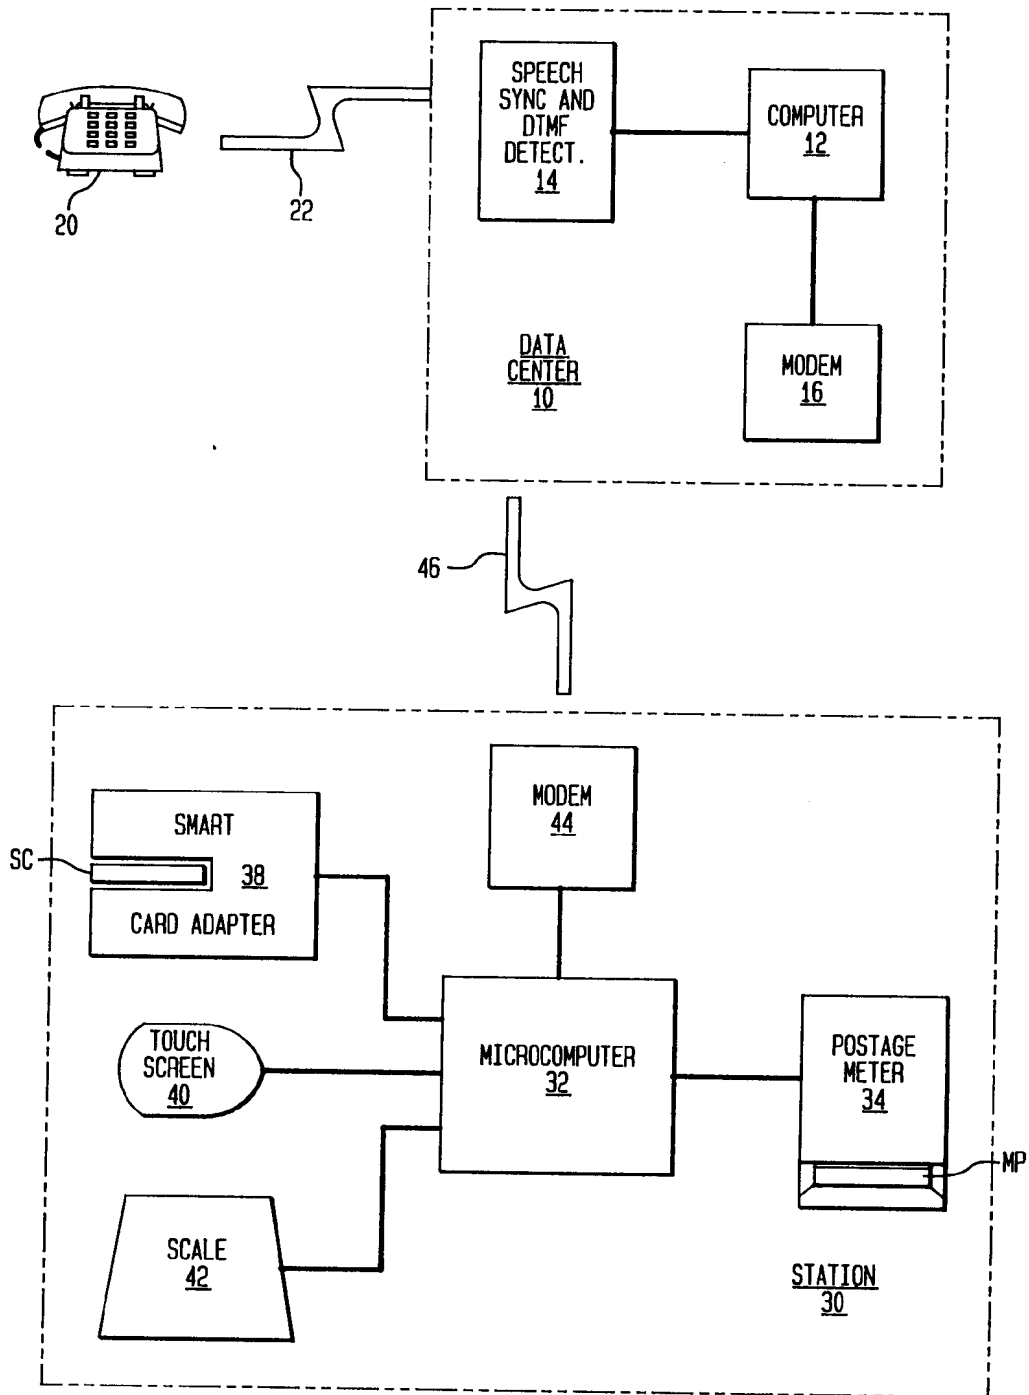 20
22
SPEECH
SYNC AND
DTMF
DETECT.
14
COMPUTER
12
DATA
CENTER
10
MODEM
16
46
SMART
SC
38
CARD ADAPTER
MODEM
44
TOUCH
SCREEN
40
MICROCOMPUTER
32
POSTAGE
METER
34
MP
SCALE
42
STATION
30